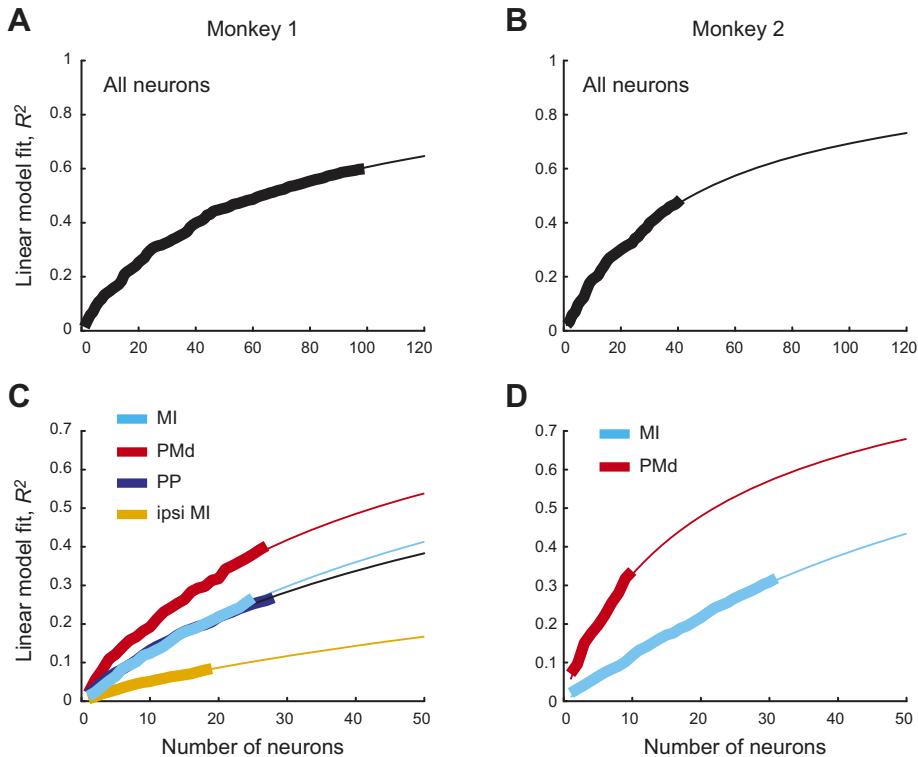 A
Monkey 1
B
Monkey 2
1
0.8
0.6
0.4
0.2
0
Linear model fit, R²
All neurons
0 20 40 60 80 100 120
1
0.8
0.6
0.4
0.2
0
All neurons
0 20 40 60 80 100 120
C
0.7
0.6
0.5
0.4
0.3
0.2
0.1
0
Linear model fit, R²
MI
PMd
PP
ipsi MI
0 10 20 30 40 50
Number of neurons
D
0.7
0.6
0.5
0.4
0.3
0.2
0.1
0
MI
PMd
0 10 20 30 40 50
Number of neurons